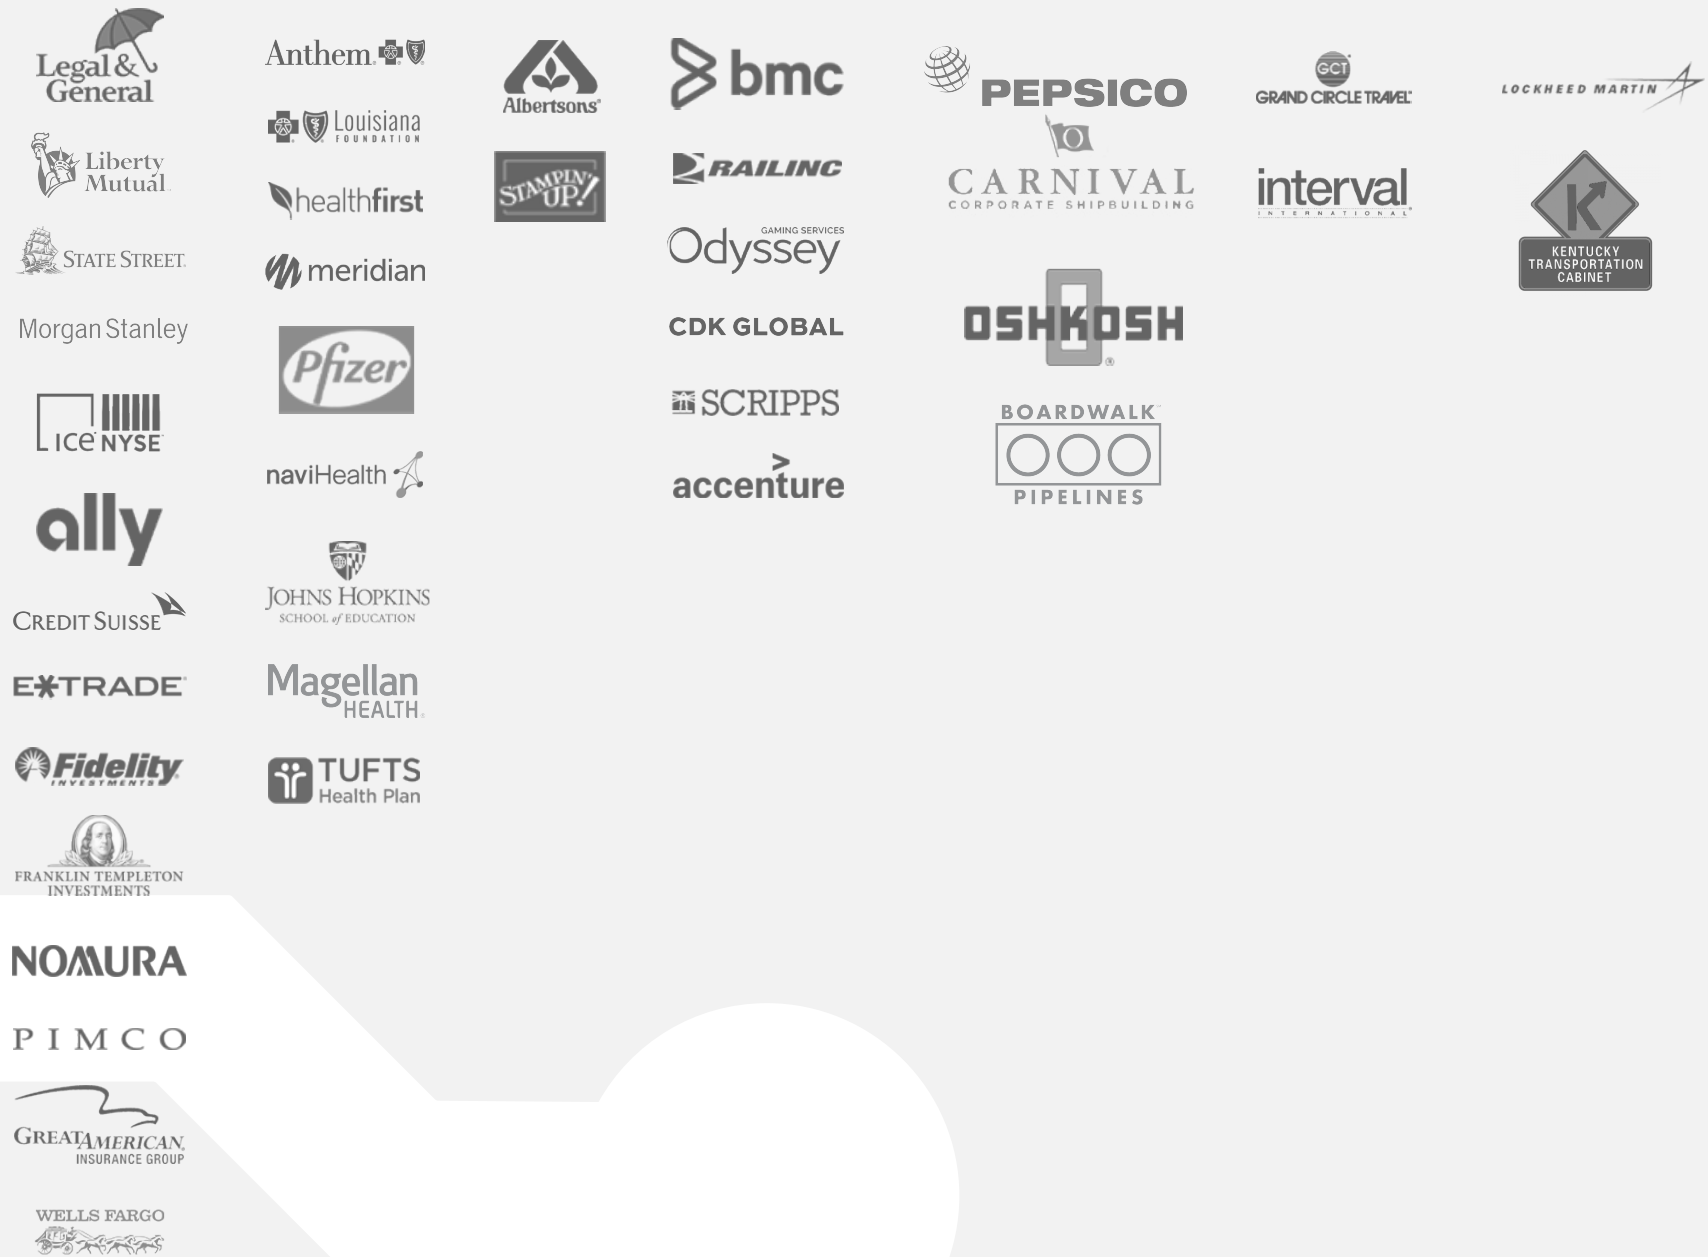 Legal &
General
Liberty
Mutual
STATE STREET
Morgan Stanley
ice NYSE
ally
CREDIT SUISSE
E*TRADE
Fidelity
INVESTMENTS
FRANKLIN TEMPLETON
INVESTMENTS
NOMURA
PIMCO
GREATAMERICAN
INSURANCE GROUP
WELLS FARGO
Anthem
Louisiana
FOUNDATION
healthfirst
meridian
Pfizer
naviHealth
JOHNS HOPKINS
SCHOOL of EDUCATION
Magellan
HEALTH
TUFTS
Health Plan
Albertsons
STAMPIN'
UP!
bmc
RAILINC
GAMING SERVICES
Odyssey
CDK GLOBAL
SCRIPPS
>
accenture
PEPSICO
O
CARNIVAL
CORPORATE SHIPBUILDING
OSHKOSH
BOARDWALK
PIPELINES
GCT
GRAND CIRCLE TRAVEL
interval
INTERNATIONAL
LOCKHEED MARTIN
K
KENTUCKY
TRANSPORTATION
CABINET